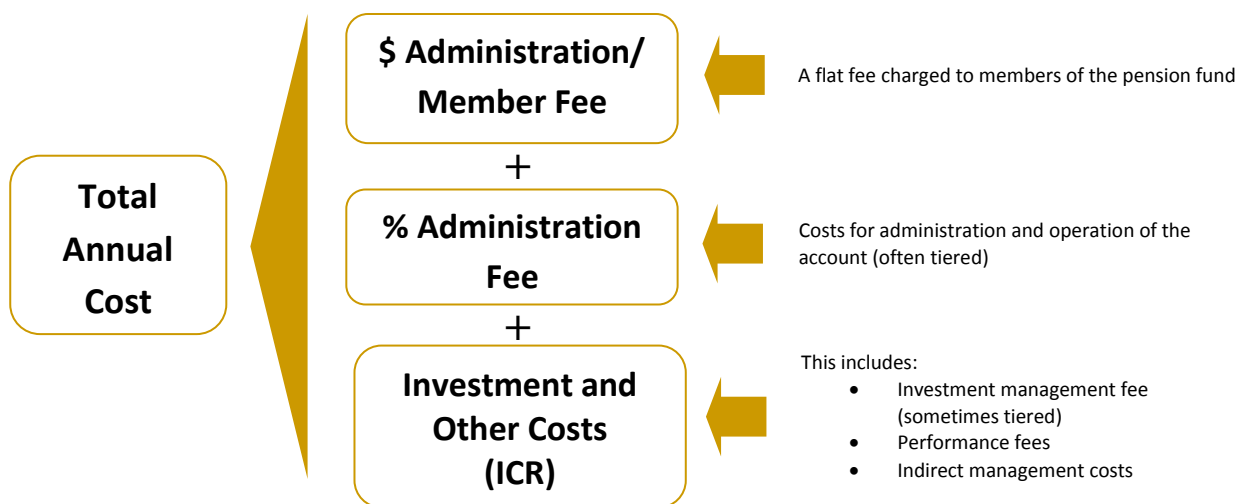 Total
Annual
Cost
$ Administration/
Member Fee
+
% Administration
Fee
+
Investment and
Other Costs
(ICR)
A flat fee charged to members of the pension fund
Costs for administration and operation of the
account (often tiered)
This includes:
• Investment management fee
(sometimes tiered)
• Performance fees
• Indirect management costs